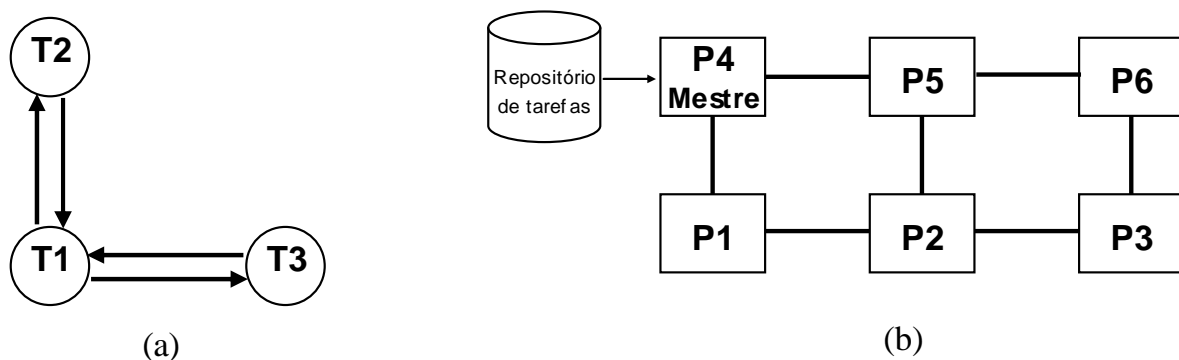 T2
T1
T3
(a)
Repositório
de tarefas
P4
Mestre
P5
P6
P1
P2
P3
(b)